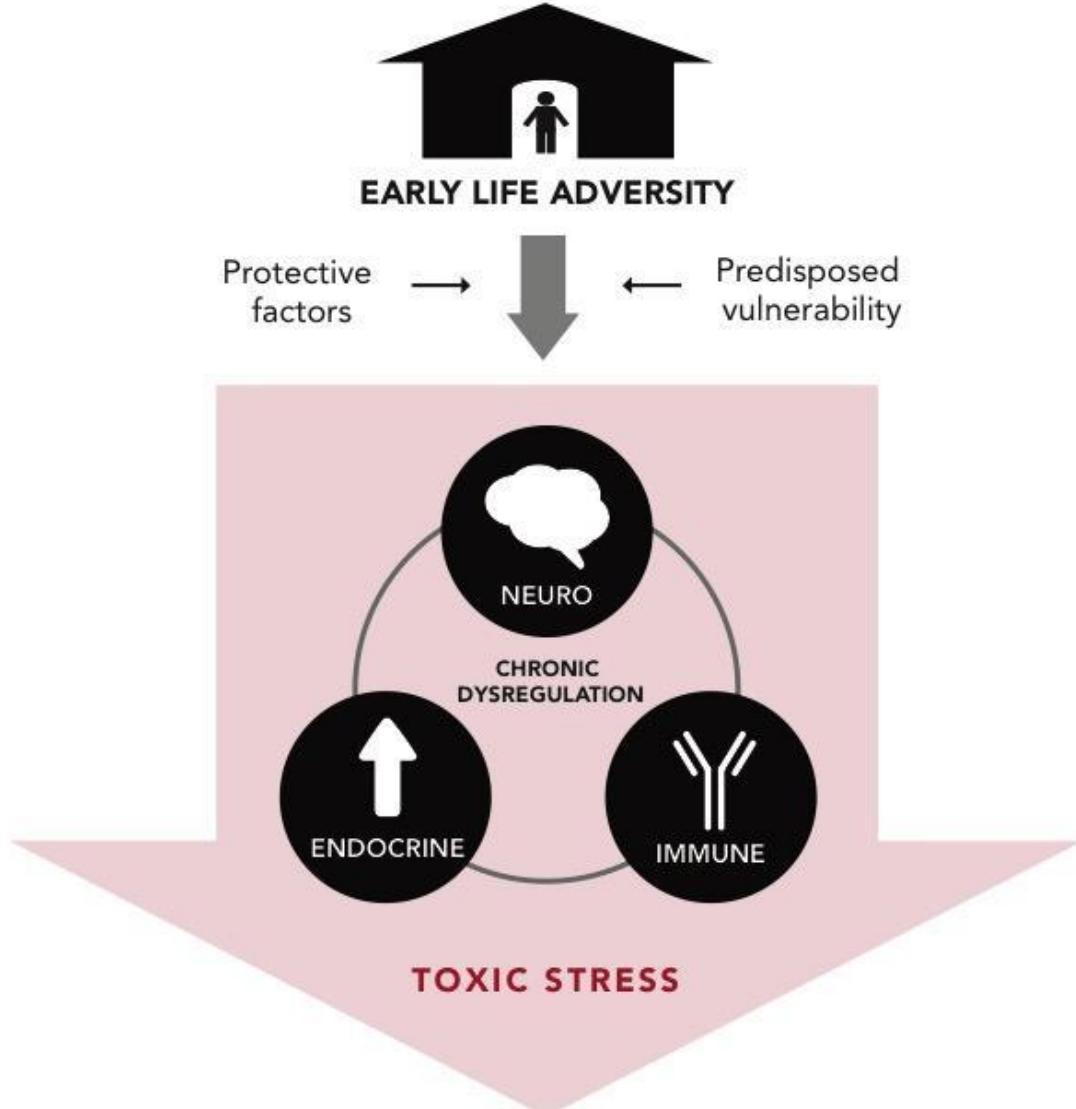 EARLY LIFE ADVERSITY
Protective
factors
Predisposed
vulnerability
NEURO
CHRONIC
DYSREGULATION
ENDOCRINE
IMMUNE
TOXIC STRESS